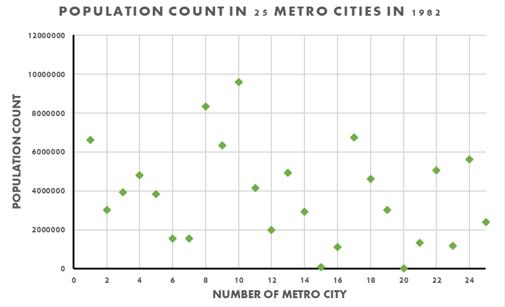 POPULATION COUNT IN 25 METRO CITIES IN 1982
POPULATION COUNT
12000000
10000000
8000000
6000000
4000000
2000000
0
0 2 4 6 8 10 12 14 16 18 20 22 24
NUMBER OF METRO CITY